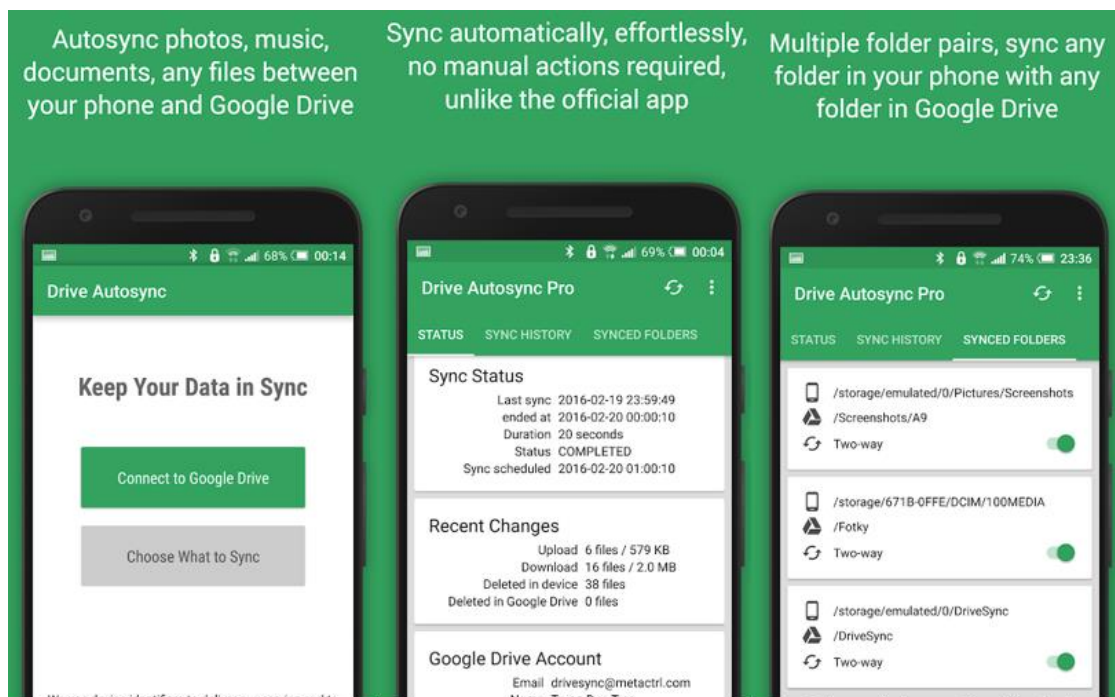 Autosync photos, music,
documents, any files between
your phone and Google Drive
68% 00:14
Drive Autosync
Keep Your Data in Sync
Connect to Google Drive
Choose What to Sync
Sync automatically, effortlessly,
no manual actions required,
unlike the official app
69% 00:04
Drive Autosync Pro
STATUS SYNC HISTORY SYNCED FOLDERS
Sync Status
Last sync 2016-02-19 23:59:49
ended at 2016-02-20 00:00:10
Duration 20 seconds
Status COMPLETED
Sync scheduled 2016-02-20 01:00:10
Recent Changes
Upload 6 files / 579 KB
Download 16 files / 2.0 MB
Deleted in device 38 files
Deleted in Google Drive 0 files
Google Drive Account
Email drivesync@metactrl.com
Multiple folder pairs, sync any
folder in your phone with any
folder in Google Drive
74% 23:36
Drive Autosync Pro
STATUS SYNC HISTORY SYNCED FOLDERS
/storage/emulated/0/Pictures/Screenshots
/Screenshots/A9
Two-way
/storage/671B-0FFE/DCIM/100MEDIA
/Fotky
Two-way
/storage/emulated/0/DriveSync
/DriveSync
Two-way